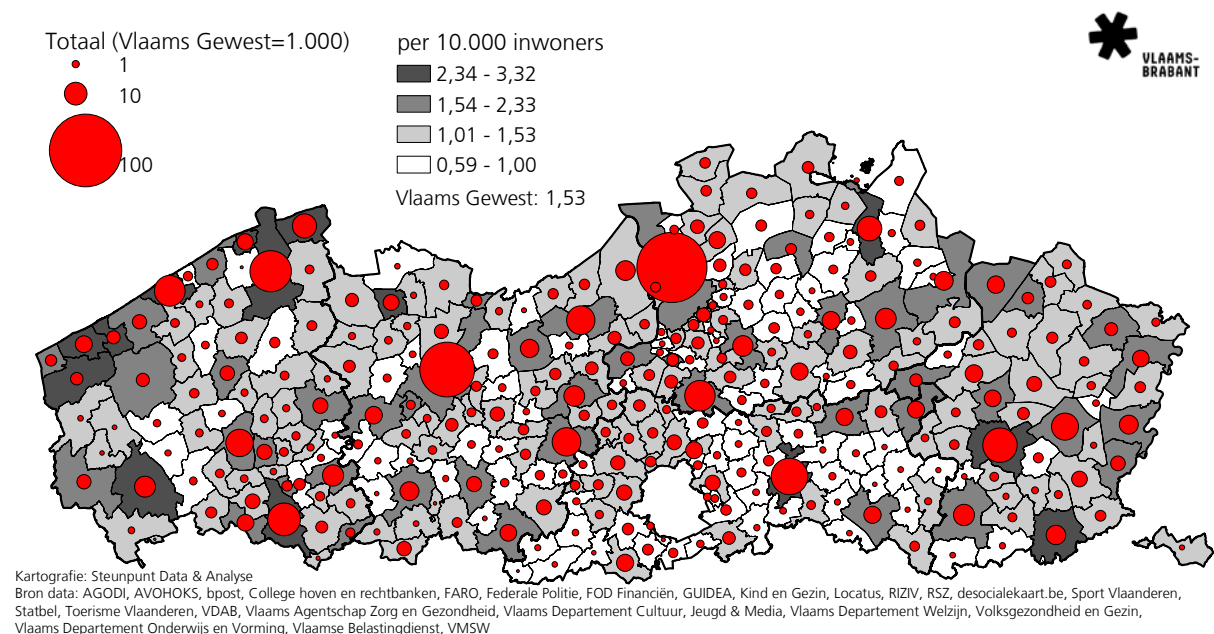 Totaal (Vlaams Gewest=1.000)
1
10
100
per 10.000 inwoners
2,34 - 3,32
1,54 - 2,33
1,01 - 1,53
0,59 - 1,00
Vlaams Gewest: 1,53
VLAAMS-
BRABANT
Kartografie: Steunpunt Data & Analyse
Bron data: AGODI, AVOHOKS, bpost, College hoven en rechtbanken, FARO, Federale Politie, FOD Financiën, GUIDEA, Kind en Gezin, Locatus, RIZIV, RSZ, desocialekaart.be, Sport Vlaanderen,
Statbel, Toerisme Vlaanderen, VDAB, Vlaams Agentschap Zorg en Gezondheid, Vlaams Departement Cultuur, Jeugd & Media, Vlaams Departement Welzijn, Volksgezondheid en Gezin,
Vlaams Departement Onderwijs en Vorming, Vlaamse Belastingdienst, VMSW